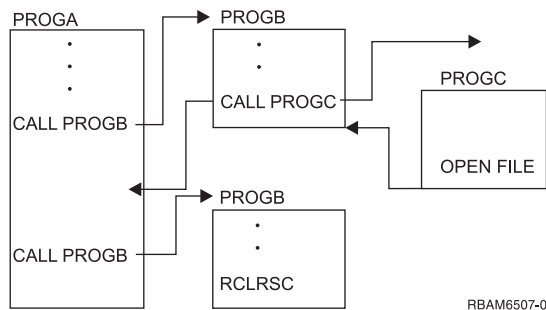 PROGA
CALL PROGB
CALL PROGB
PROGB
CALL PROGC
PROGC
OPEN FILE
PROGB
RCLRSC
RBAM6507-0